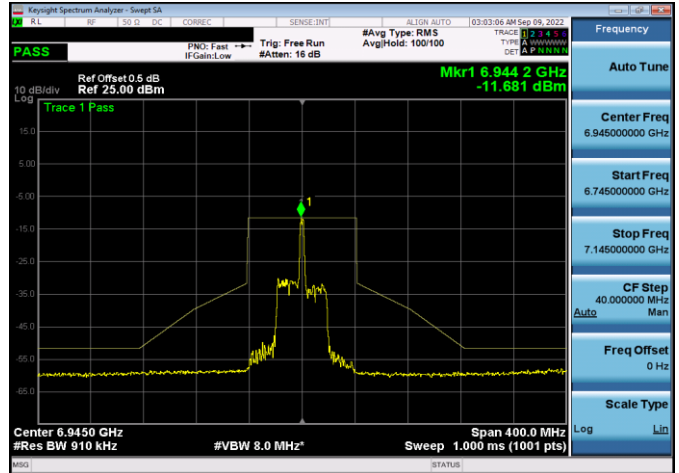 Keysight Spectrum Analyzer - Swept SA
RL RF 50 Ω DC CORREC SENSE:INT ALIGN AUTO 03:03:06 AM Sep 09, 2022
PASS
PNO: Fast
IFGain:Low
Trig: Free Run
#Atten: 16 dB
#Avg Type: RMS
Avg|Hold: 100/100
TRACE 1 2 3 4 5 6
TYPE A WWWWW
DET A P N N N N
Ref Offset 0.5 dB
Ref 25.00 dBm
10 dB/div
Log
Mkr1 6.944 2 GHz
-11.681 dBm
Trace 1 Pass
15.0
5.00
-5.00
-15.0
-25.0
-35.0
-45.0
-55.0
-65.0
1
Center 6.9450 GHz
#Res BW 910 kHz
#VBW 8.0 MHz*
Span 400.0 MHz
Sweep 1.000 ms (1001 pts)
MSG
STATUS
Frequency
Auto Tune
Center Freq
6.945000000 GHz
Start Freq
6.745000000 GHz
Stop Freq
7.145000000 GHz
CF Step
40.000000 MHz
Auto Man
Freq Offset
0 Hz
Scale Type
Log Lin